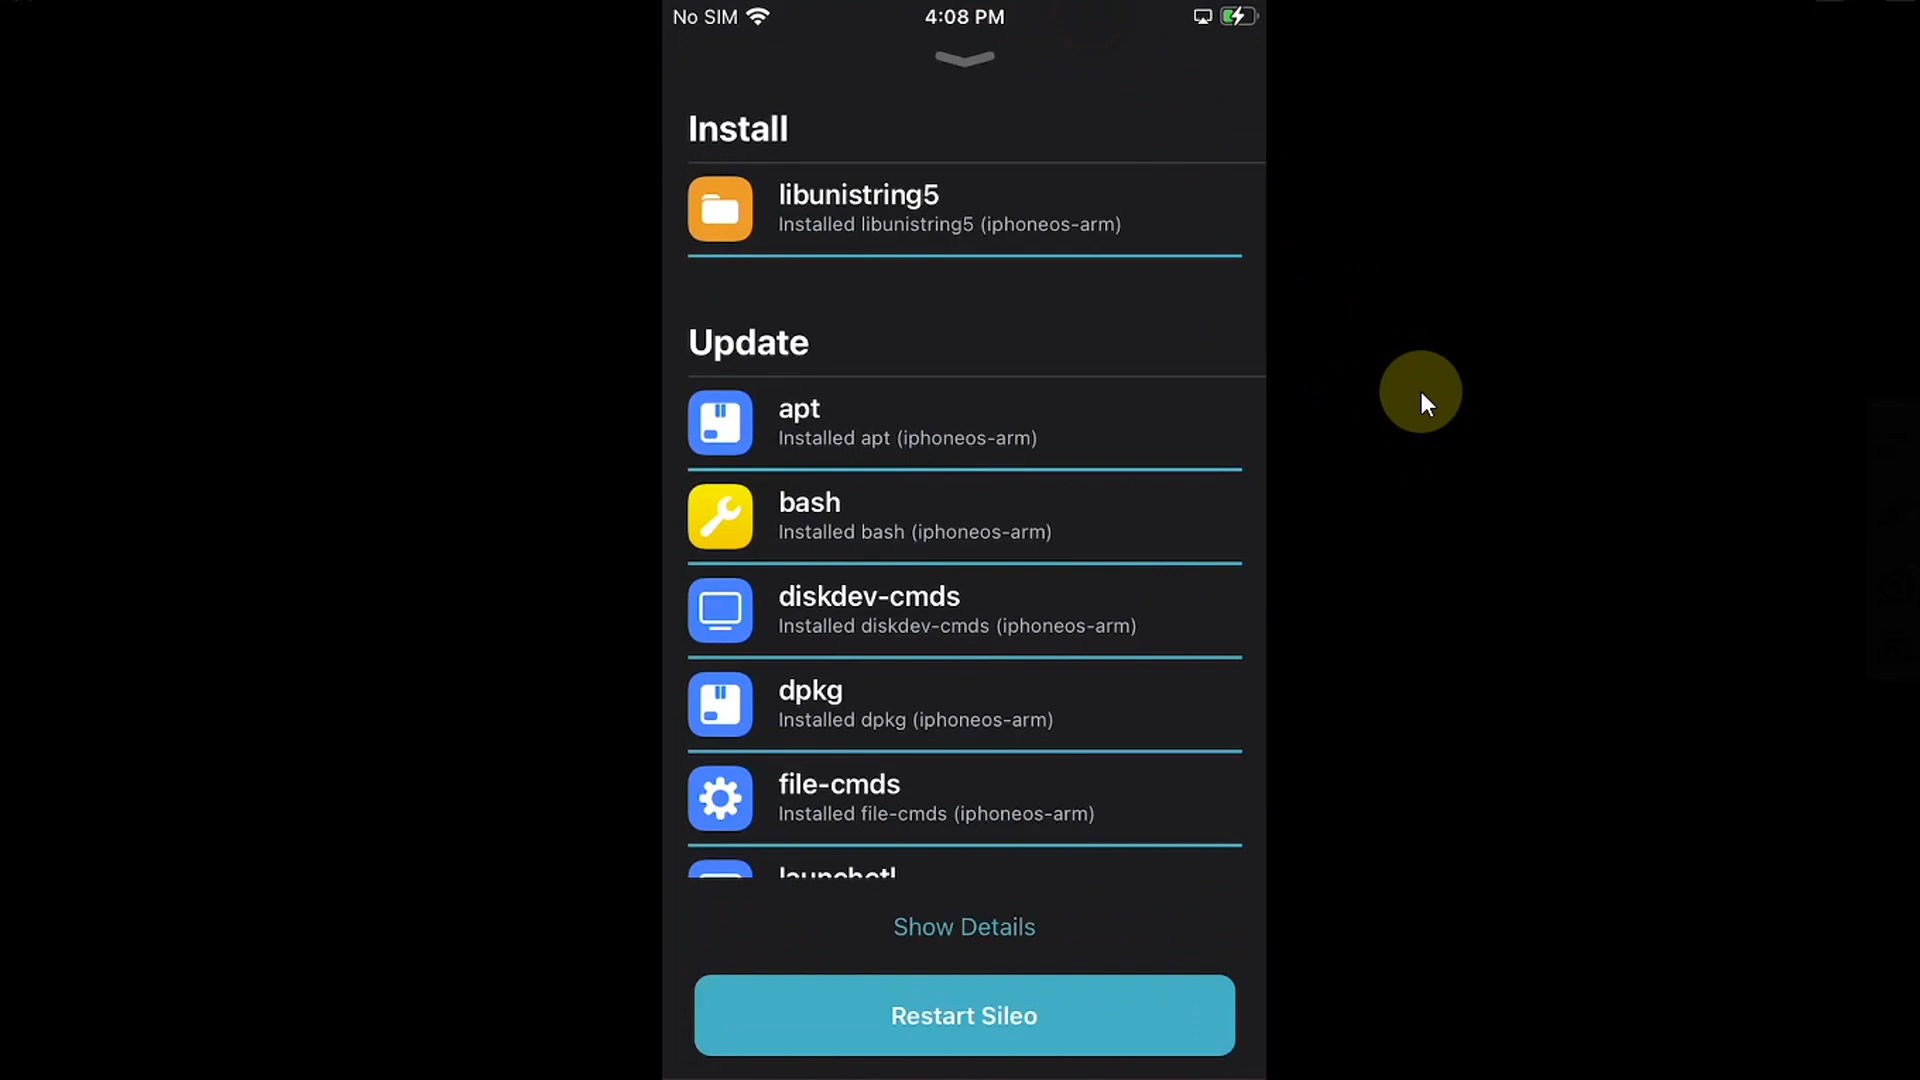 No SIM
4:08 PM
Install
libunistring5
Installed libunistring5 (iphoneos-arm)
Update
apt
Installed apt (iphoneos-arm)
bash
Installed bash (iphoneos-arm)
diskdev-cmds
Installed diskdev-cmds (iphoneos-arm)
dpkg
Installed dpkg (iphoneos-arm)
file-cmds
Installed file-cmds (iphoneos-arm)
launchctl
Show Details
Restart Sileo